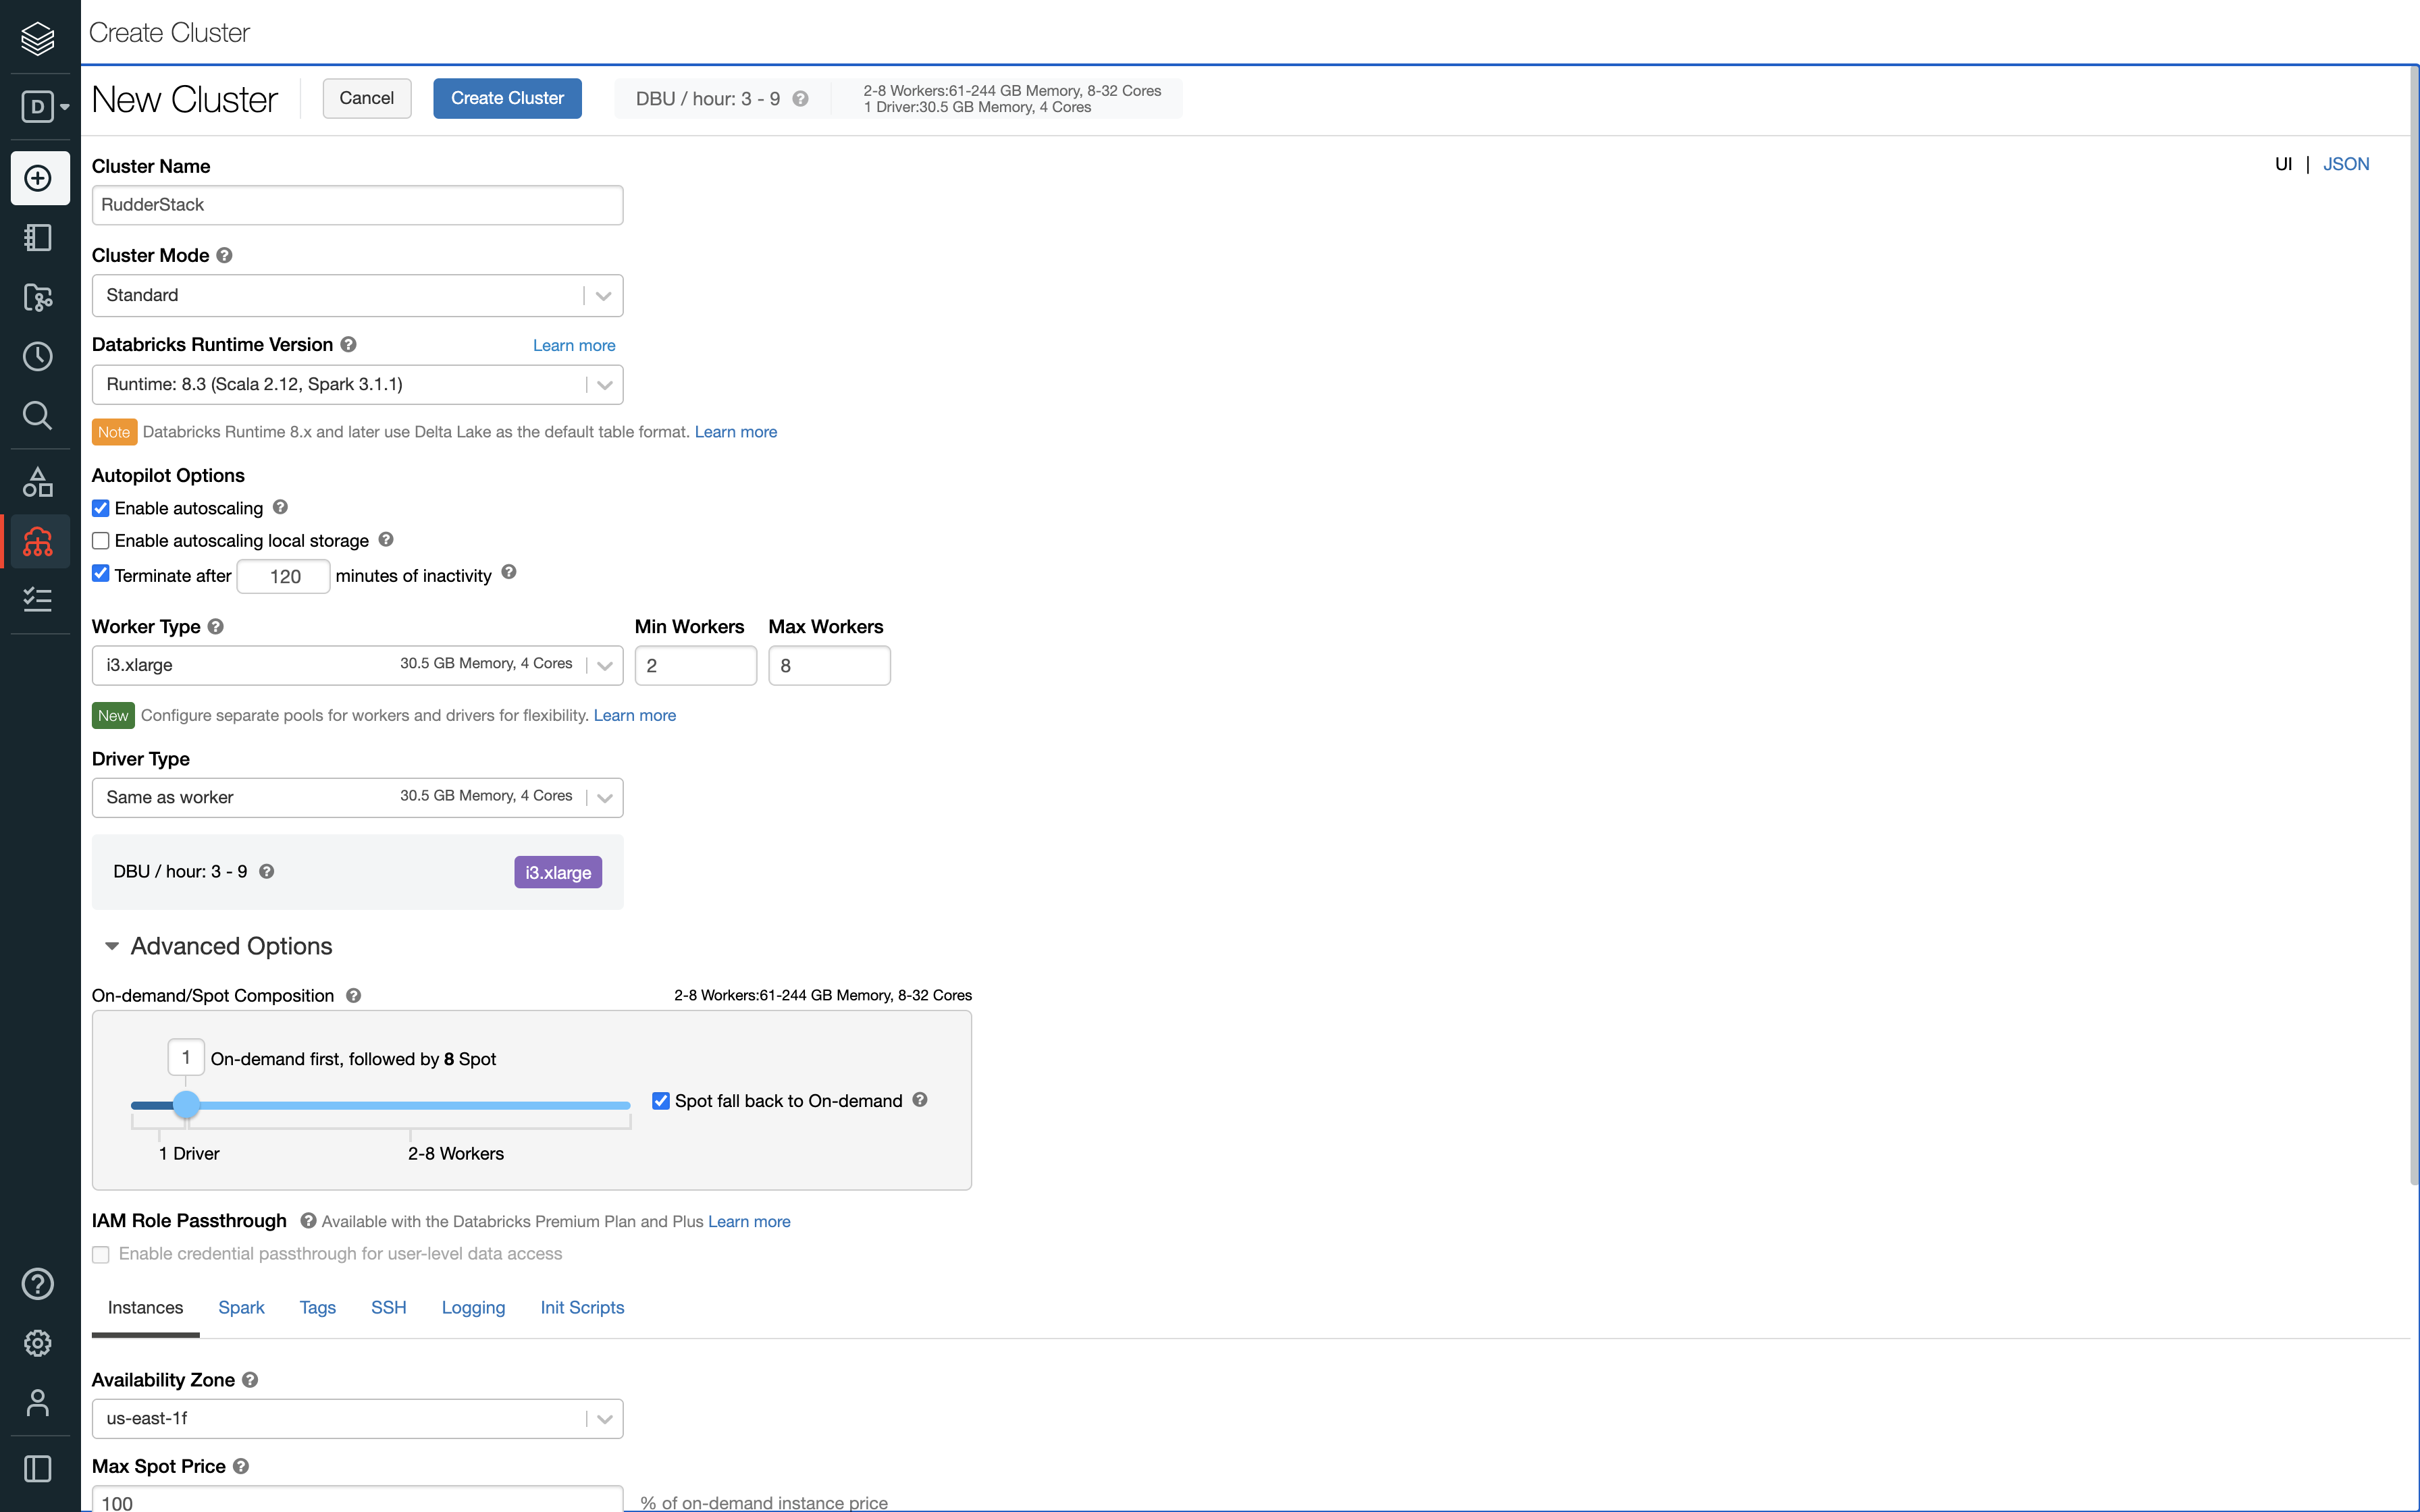 Create Cluster
D
New Cluster
Cancel
Create Cluster
DBU / hour: 3 - 9
2-8 Workers:61-244 GB Memory, 8-32 Cores
1 Driver:30.5 GB Memory, 4 Cores
UI | JSON
Cluster Name
RudderStack
Cluster Mode
Standard
Databricks Runtime Version
Learn more
Runtime: 8.3 (Scala 2.12, Spark 3.1.1)
Note Databricks Runtime 8.x and later use Delta Lake as the default table format. Learn more
Autopilot Options
Enable autoscaling
Enable autoscaling local storage
Terminate after 120 minutes of inactivity
Worker Type
Min Workers
Max Workers
i3.xlarge 30.5 GB Memory, 4 Cores
2
8
New Configure separate pools for workers and drivers for flexibility. Learn more
Driver Type
Same as worker 30.5 GB Memory, 4 Cores
DBU / hour: 3 - 9
i3.xlarge
Advanced Options
On-demand/Spot Composition
2-8 Workers:61-244 GB Memory, 8-32 Cores
1 On-demand first, followed by 8 Spot
Spot fall back to On-demand
1 Driver
2-8 Workers
IAM Role Passthrough Available with the Databricks Premium Plan and Plus Learn more
Enable credential passthrough for user-level data access
Instances Spark Tags SSH Logging Init Scripts
Availability Zone
us-east-1f
Max Spot Price
100 % of on-demand instance price